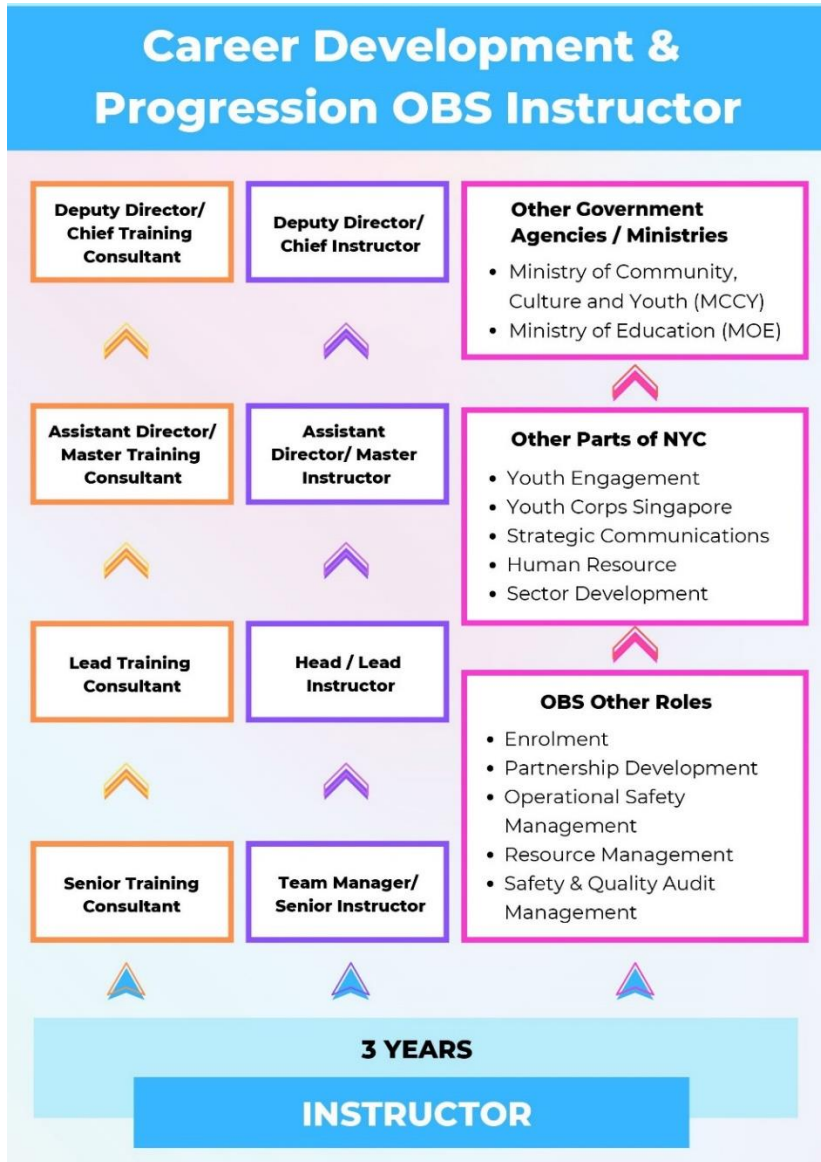 Career Development &
Progression OBS Instructor
Deputy Director/
Chief Training
Consultant
Deputy Director/
Chief Instructor
Other Government
Agencies / Ministries
• Ministry of Community,
Culture and Youth (MCCY)
• Ministry of Education (MOE)
Assistant Director/
Master Training
Consultant
Assistant
Director/ Master
Instructor
Other Parts of NYC
• Youth Engagement
• Youth Corps Singapore
• Strategic Communications
• Human Resource
• Sector Development
Lead Training
Consultant
Head / Lead
Instructor
OBS Other Roles
• Enrolment
• Partnership Development
• Operational Safety
Management
• Resource Management
• Safety & Quality Audit
Management
Senior Training
Consultant
Team Manager/
Senior Instructor
3 YEARS
INSTRUCTOR